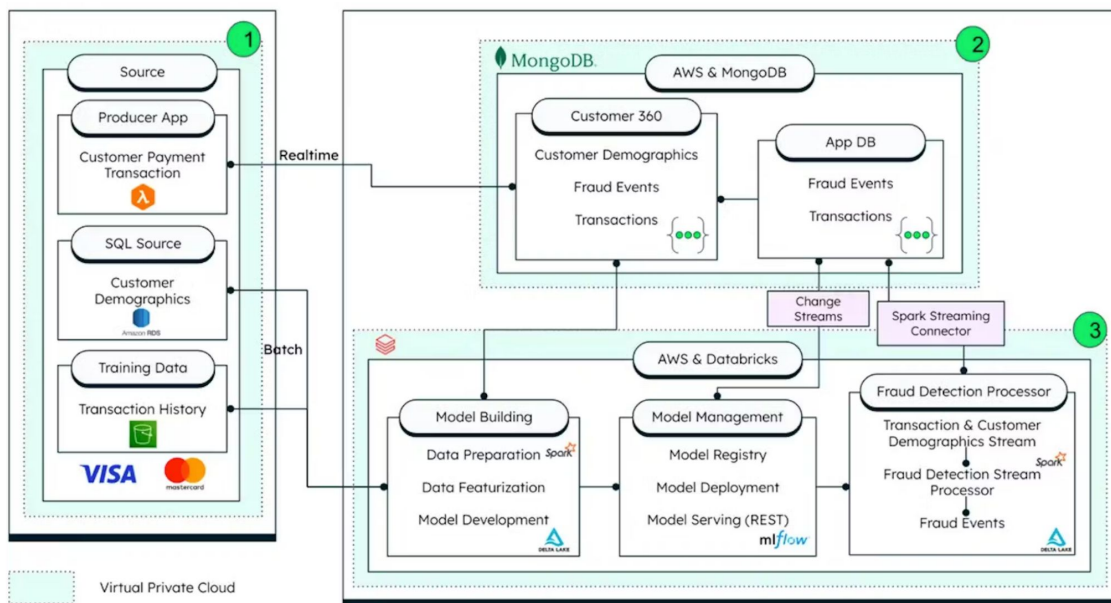 1
Source
Producer App
Customer Payment
Transaction
λ
SQL Source
Customer
Demographics
Amazon RDS
Training Data
Transaction History
VISA
mastercard
Realtime
Batch
2
MongoDB.
AWS & MongoDB
Customer 360
Customer Demographics
Fraud Events
Transactions
App DB
Fraud Events
Transactions
Change
Streams
Spark Streaming
Connector
3
AWS & Databricks
Model Building
Data Preparation
Spark
Data Featurization
Model Development
DELTA LAKE
Model Management
Model Registry
Model Deployment
Model Serving (REST)
mlflow
Fraud Detection Processor
Transaction & Customer
Demographics Stream
Spark
Fraud Detection Stream
Processor
Fraud Events
DELTA LAKE
Virtual Private Cloud